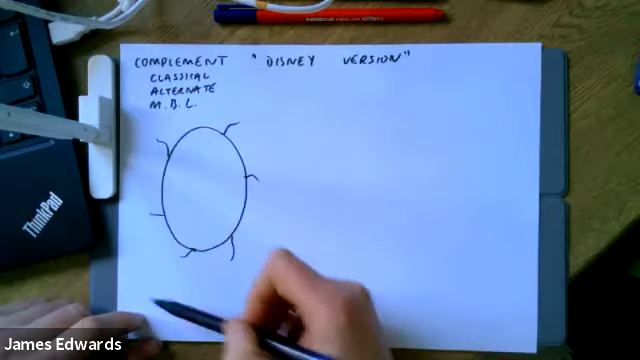 COMPLEMENT "DISNEY VERSION"
CLASSICAL
ALTERNATE
M.B.L.
ThinkPad
James Edwards